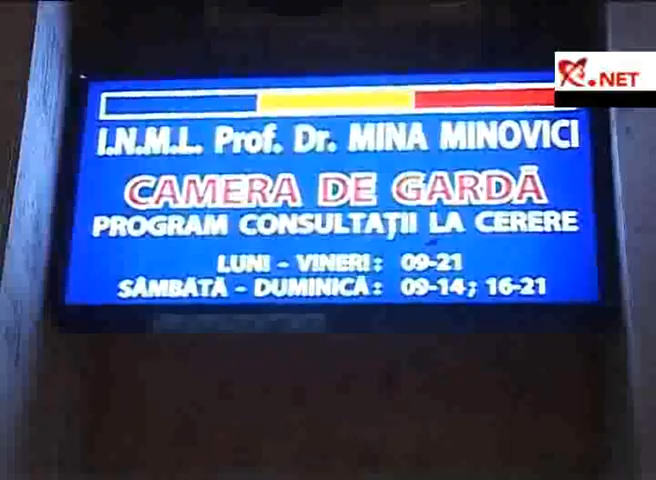 .NET
I.N.M.L. Prof. Dr. MINA MINOVICI
CAMERA DE GARDĂ
PROGRAM CONSULTAŢII LA CERERE
LUNI - VINERI: 09-21
SÂMBĂTĂ - DUMINICĂ: 09-14; 16-21